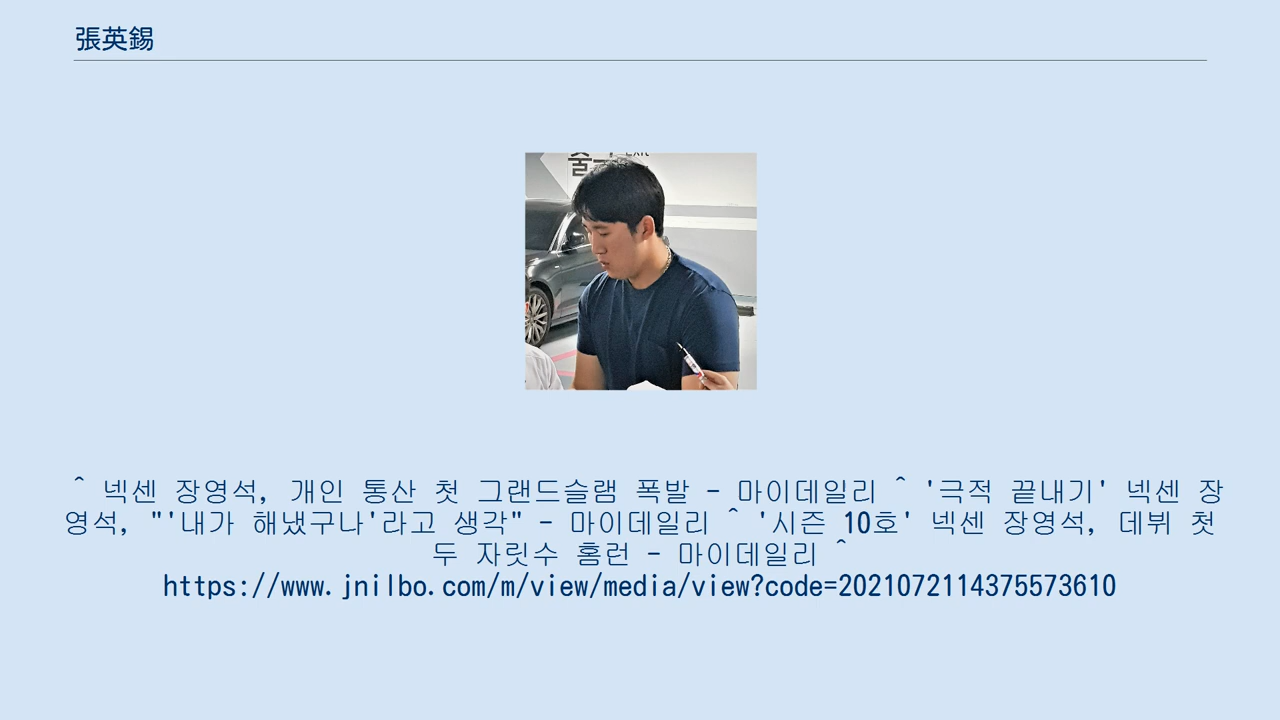 張英錫
출구 EXIT
^ 넥센 장영석, 개인 통산 첫 그랜드슬램 폭발 - 마이데일리 ^ '극적 끝내기' 넥센 장
영석, "'내가 해냈구나'라고 생각" - 마이데일리 ^ '시즌 10호' 넥센 장영석, 데뷔 첫
두 자릿수 홈런 - 마이데일리 ^
https://www.jnilbo.com/m/view/media/view?code=2021072114375573610